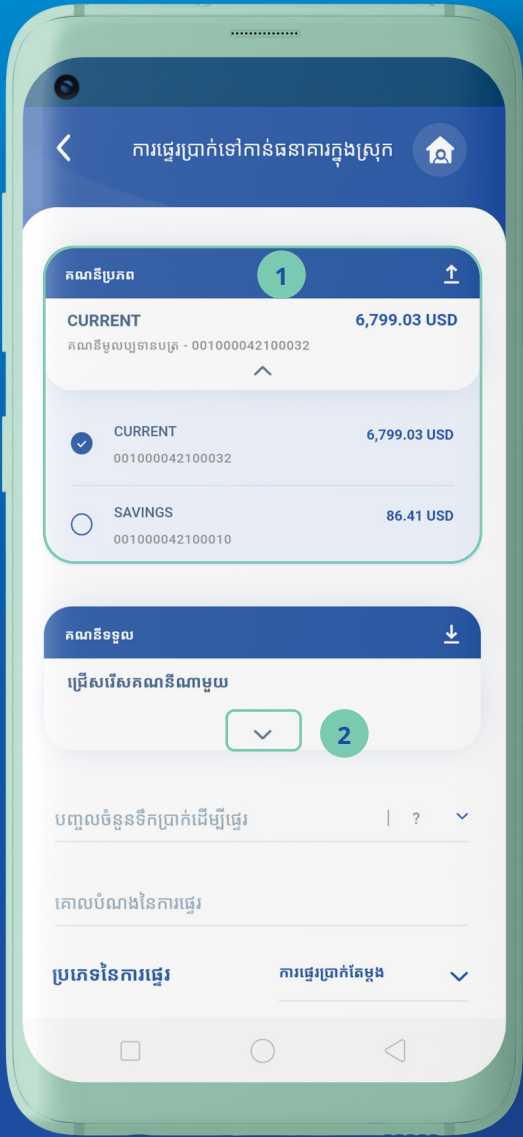 ការផ្ទេរប្រាក់ទៅកាន់ធនាគារក្នុងស្រុក
គណនីប្រភព
1
CURRENT
6,799.03 USD
គណនីមូលប្បទានបត្រ - 001000042100032
CURRENT
6,799.03 USD
001000042100032
SAVINGS
86.41 USD
001000042100010
គណនីទទួល
ជ្រើសរើសគណនីណាមួយ
2
បញ្ចូលចំនួនទឹកប្រាក់ដើម្បីផ្ទេរ | ?
គោលបំណងនៃការផ្ទេរ
ប្រភេទនៃការផ្ទេរ ការផ្ទេរប្រាក់តែម្តង